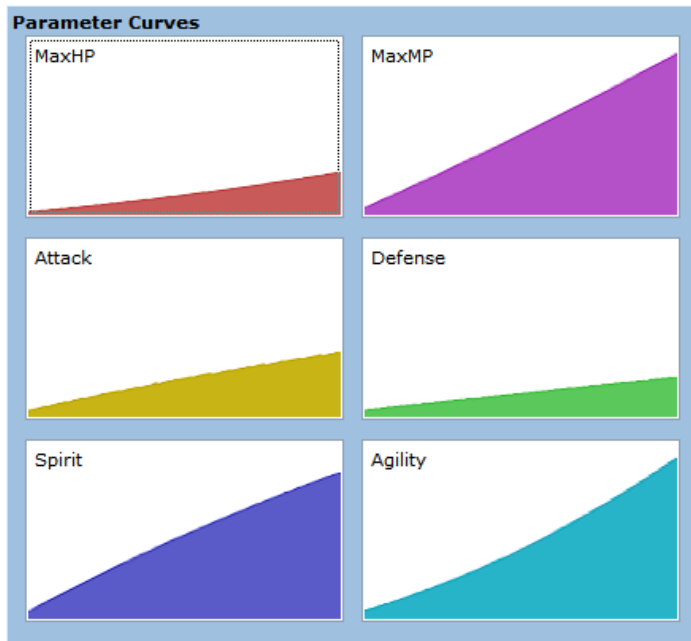 Parameter Curves
MaxHP
MaxMP
Attack
Defense
Spirit
Agility